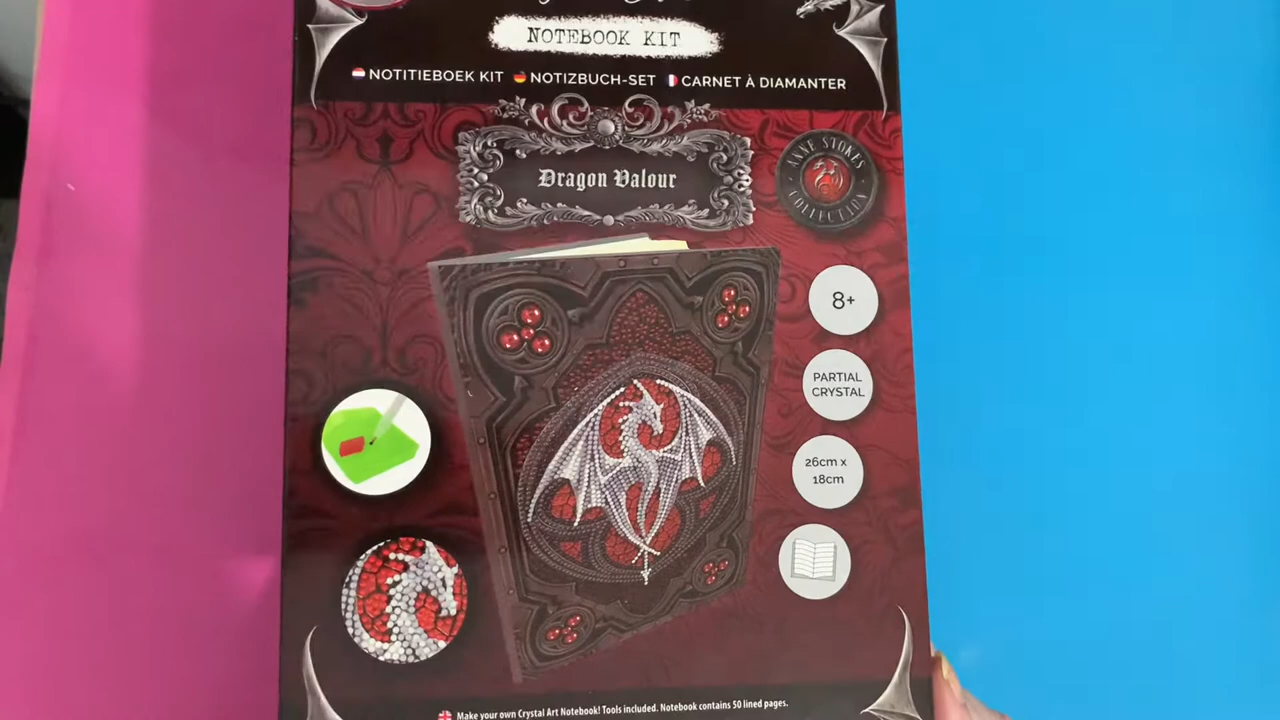 NOTEBOOK KIT
NOTITIEBOEK KIT NOTIZBUCH-SET CARNET À DIAMANTER
Dragon Valour
ANNE STOKES
COLLECTION
8+
PARTIAL
CRYSTAL
26cm x
18cm
Make your own Crystal Art Notebook! Tools included. Notebook contains 50 lined pages.